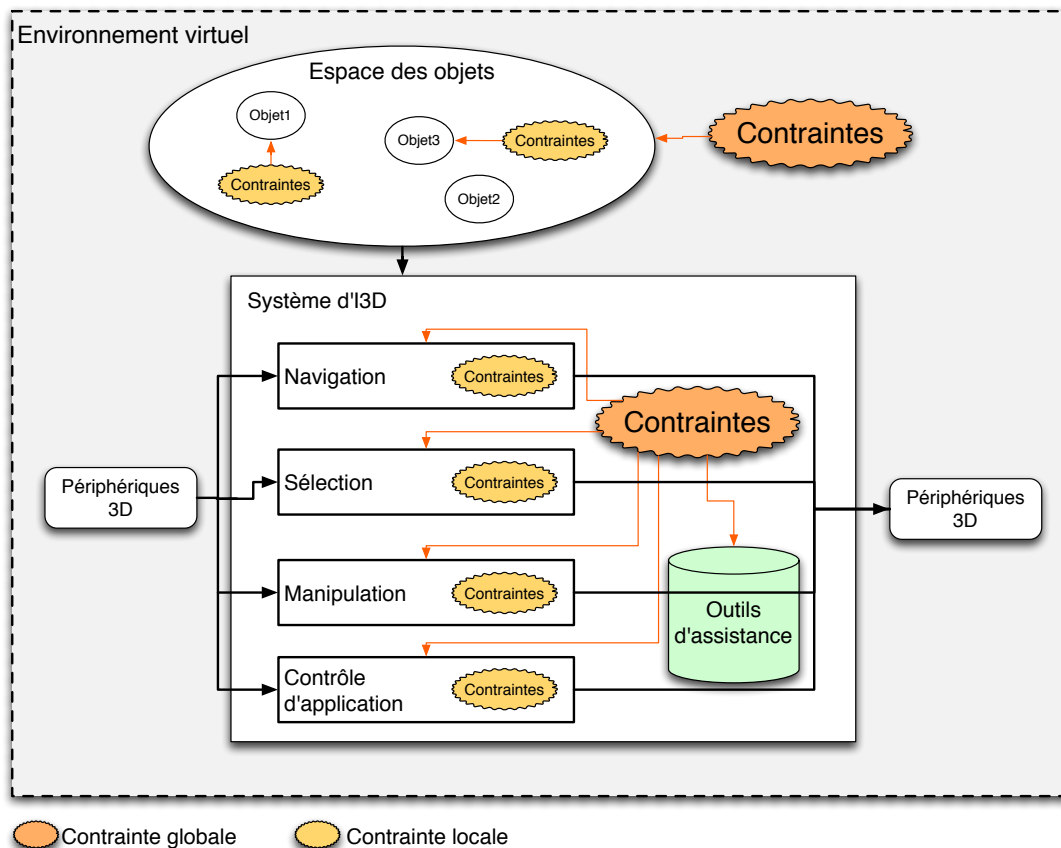 Environnement virtuel
Espace des objets
Objet1
Objet3
Contraintes
Contraintes
Contraintes
Objet2
Système d'I3D
Navigation
Contraintes
Contraintes
Sélection
Contraintes
Périphériques
3D
Périphériques
3D
Manipulation
Contraintes
Outils
d'assistance
Contrôle
d'application
Contraintes
Contrainte globale
Contrainte locale